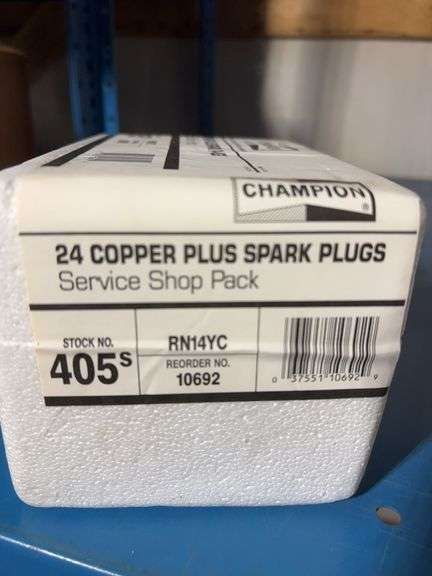 CHAMPION
®
24 COPPER PLUS SPARK PLUGS
Service Shop Pack
STOCK NO.
405S
RN14YC
REORDER NO.
10692
0 37551 10692 9